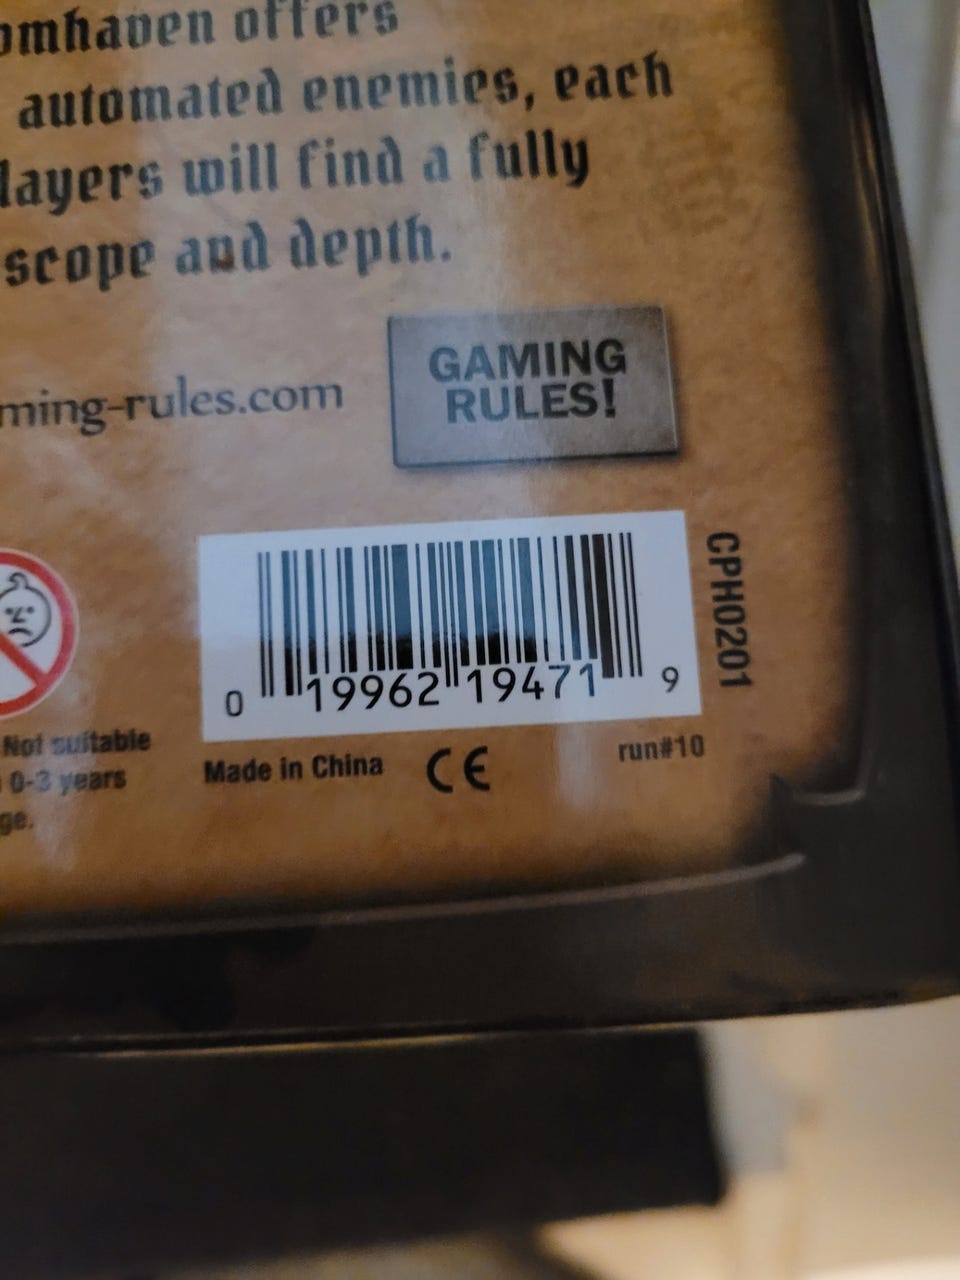 omhaven offers
automated enemies, each
layers will find a fully
scope and depth.
ming-rules.com
GAMING
RULES!
CPH0201
0 19962 19471 9
Not suitable
0-3 years
ge.
Made in China CE run#10